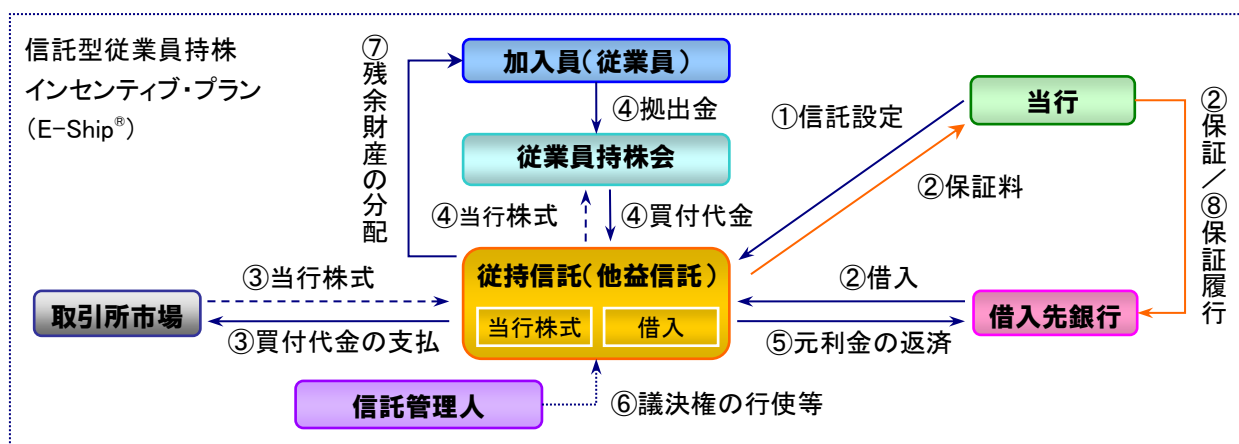 信託型従業員持株
インセンティブ・プラン
（E-Ship®）
⑦残余財産の分配
加入員（従業員）
④拠出金
従業員持株会
④当行株式
④買付代金
①信託設定
当行
②保証料
②保証／⑧保証履行
③当行株式
取引所市場
③買付代金の支払
従持信託（他益信託）
当行株式
借入
②借入
借入先銀行
⑤元利金の返済
信託管理人
⑥議決権の行使等